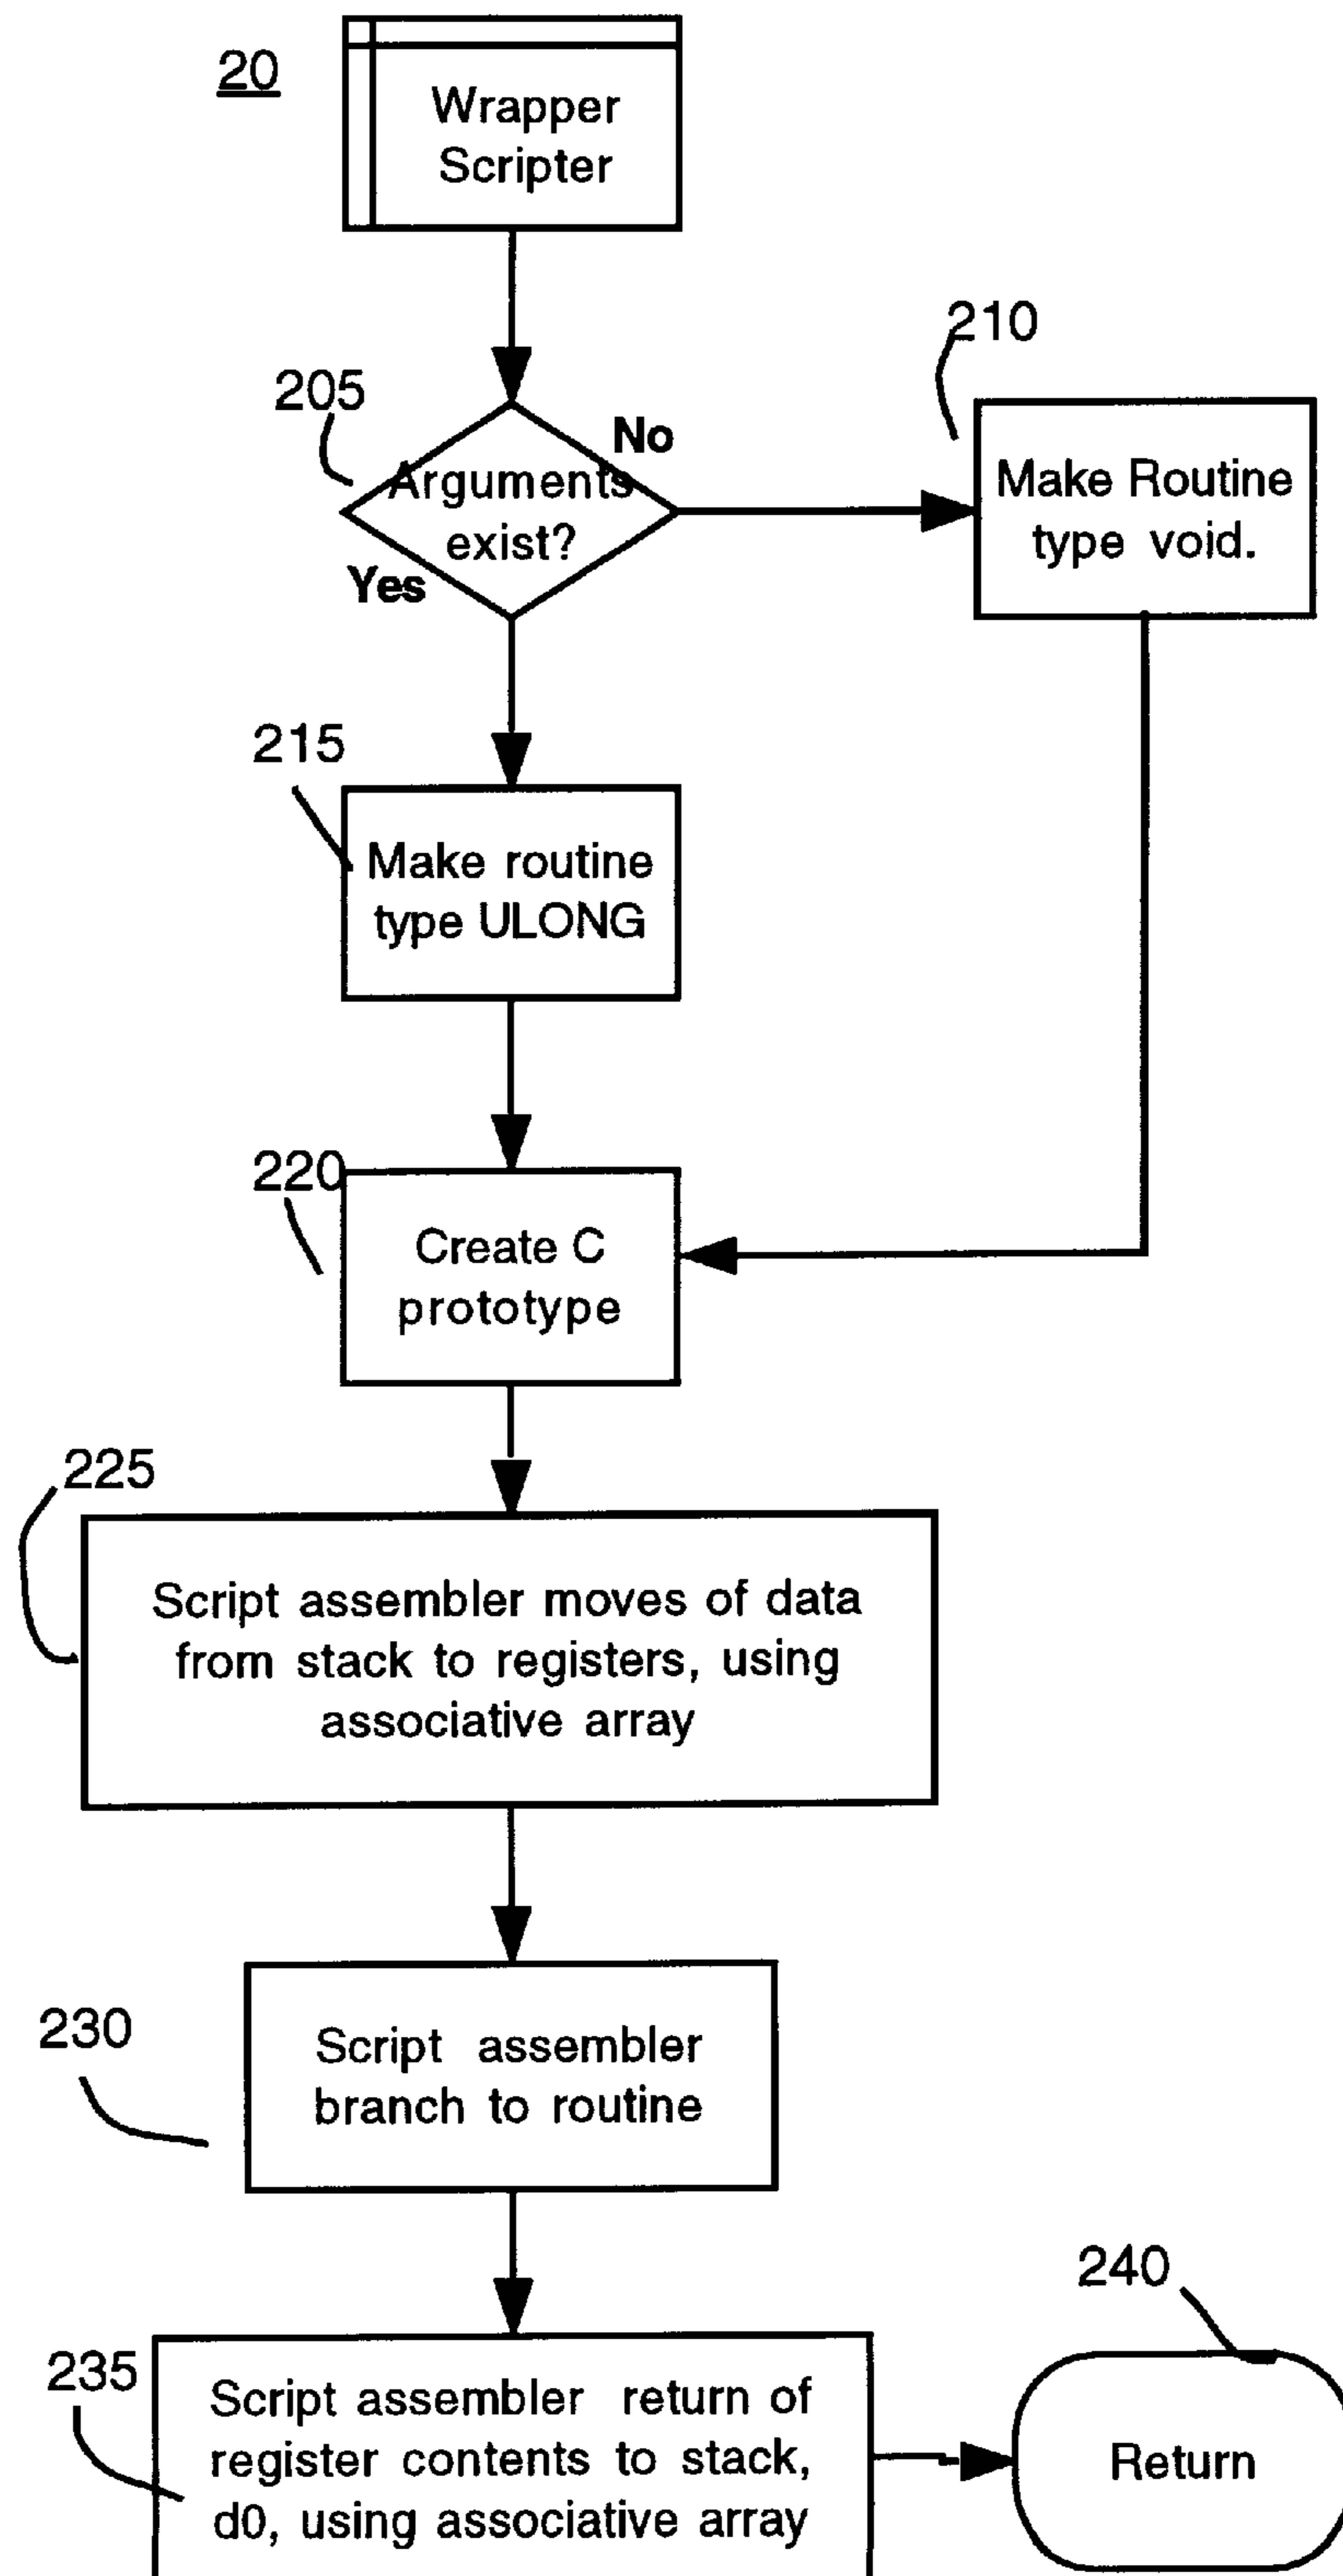 20
Wrapper
Scripter
210
205
No
Arguments
exist?
Yes
Make Routine
type void.
215
Make routine
type ULONG
220
Create C
prototype
225
Script assembler moves of data
from stack to registers, using
associative array
230
Script assembler
branch to routine
240
235
Script assembler return of
register contents to stack,
d0, using associative array
Return